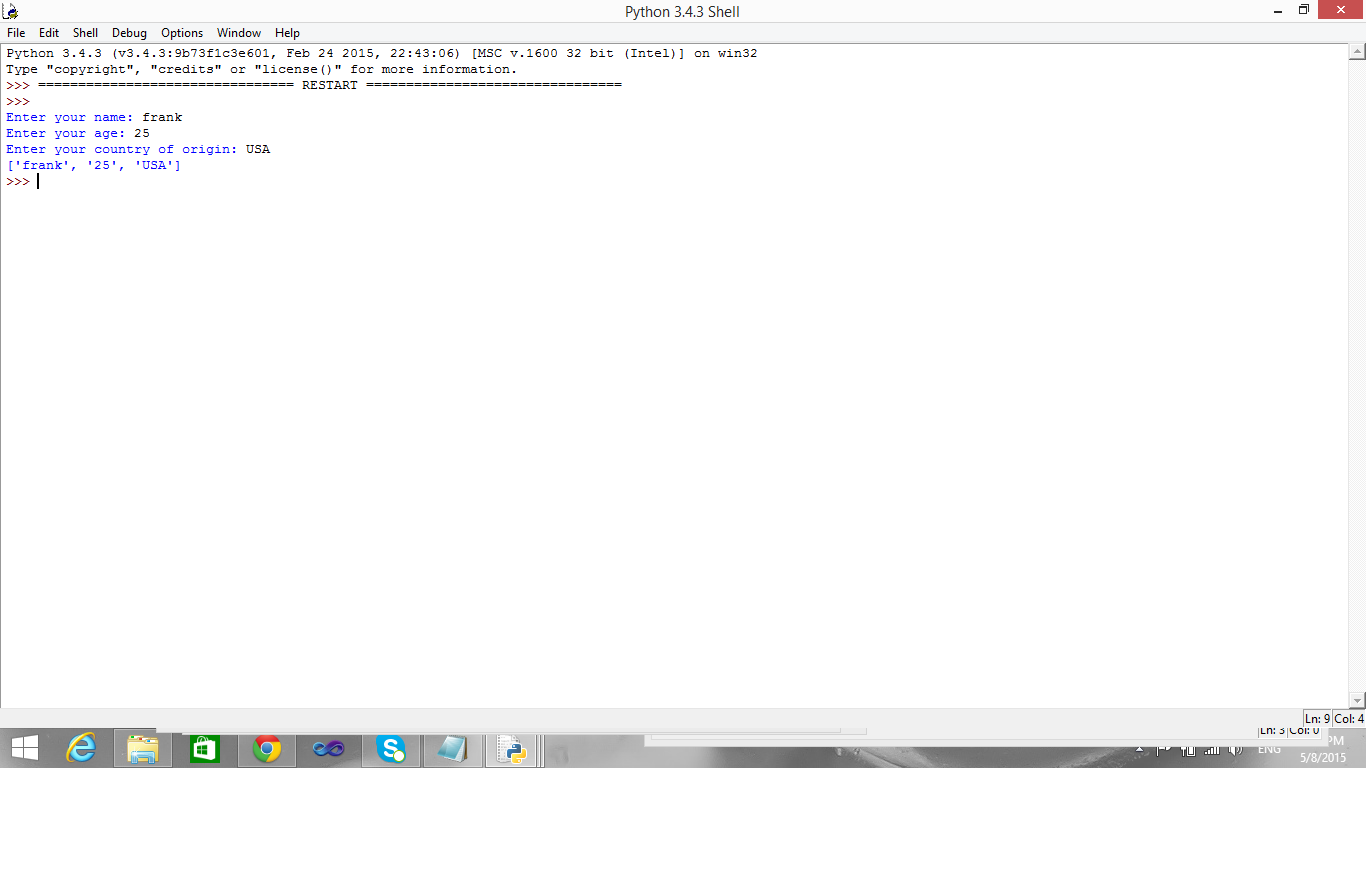 Python 3.4.3 Shell
File Edit Shell Debug Options Window Help
Python 3.4.3 (v3.4.3:9b73f1c3e601, Feb 24 2015, 22:43:06) [MSC v.1600 32 bit (Intel)] on win32
Type "copyright", "credits" or "license()" for more information.
>>> ================================ RESTART ================================
>>>
Enter your name: frank
Enter your age: 25
Enter your country of origin: USA
['frank', '25', 'USA']
>>>
Ln: 9 Col: 4
Ln: 3 Col: 0
PM
ENG
5/8/2015